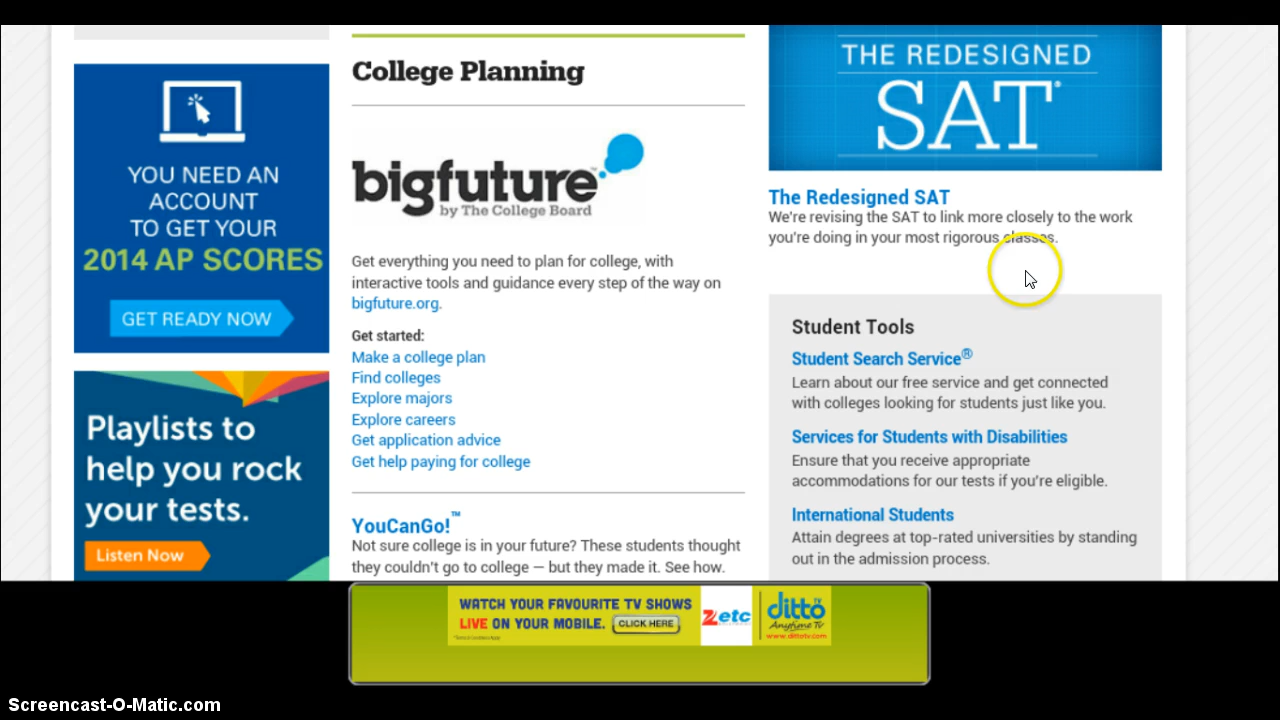 YOU NEED AN
ACCOUNT
TO GET YOUR
2014 AP SCORES
GET READY NOW
Playlists to
help you rock
your tests.
Listen Now
College Planning
bigfuture™
by The College Board
Get everything you need to plan for college, with
interactive tools and guidance every step of the way on
bigfuture.org.
Get started:
Make a college plan
Find colleges
Explore majors
Explore careers
Get application advice
Get help paying for college
YouCanGo!™
Not sure college is in your future? These students thought
they couldn't go to college — but they made it. See how.
THE REDESIGNED
SAT®
The Redesigned SAT
We're revising the SAT to link more closely to the work
you're doing in your most rigorous classes.
Student Tools
Student Search Service®
Learn about our free service and get connected
with colleges looking for students just like you.
Services for Students with Disabilities
Ensure that you receive appropriate
accommodations for our tests if you're eligible.
International Students
Attain degrees at top-rated universities by standing
out in the admission process.
WATCH YOUR FAVOURITE TV SHOWS
LIVE ON YOUR MOBILE. CLICK HERE
zetc
ditto TV
Anytime TV
www.dittotv.com
Screencast-O-Matic.com